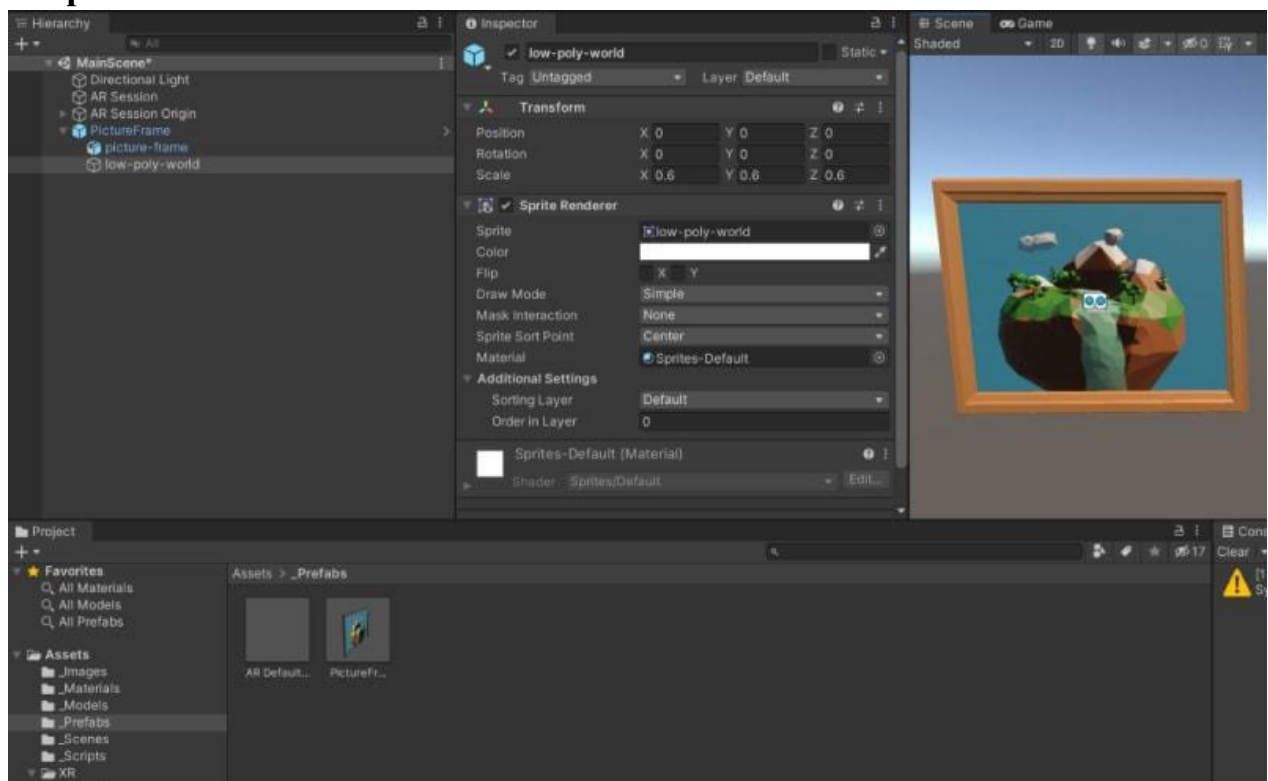 Hierarchy
All
MainScene*
Directional Light
AR Session
AR Session Origin
PictureFrame
picture-frame
low-poly-world
Inspector
low-poly-world
Static
Tag Untagged Layer Default
Transform
Position X 0 Y 0 Z 0
Rotation X 0 Y 0 Z 0
Scale X 0.6 Y 0.6 Z 0.6
Sprite Renderer
Sprite low-poly-world
Color
Flip X Y
Draw Mode Simple
Mask Interaction None
Sprite Sort Point Center
Material Sprites-Default
Additional Settings
Sorting Layer Default
Order in Layer 0
Sprites-Default (Material)
Shader Sprites/Default Edit...
Scene Game
Shaded 2D 0
Project
17
Favorites
All Materials
All Models
All Prefabs
Assets
_Images
_Materials
_Models
_Prefabs
_Scenes
_Scripts
XR
Assets > _Prefabs
AR Default... PictureFr...
Cons
Clear
[1
Sy